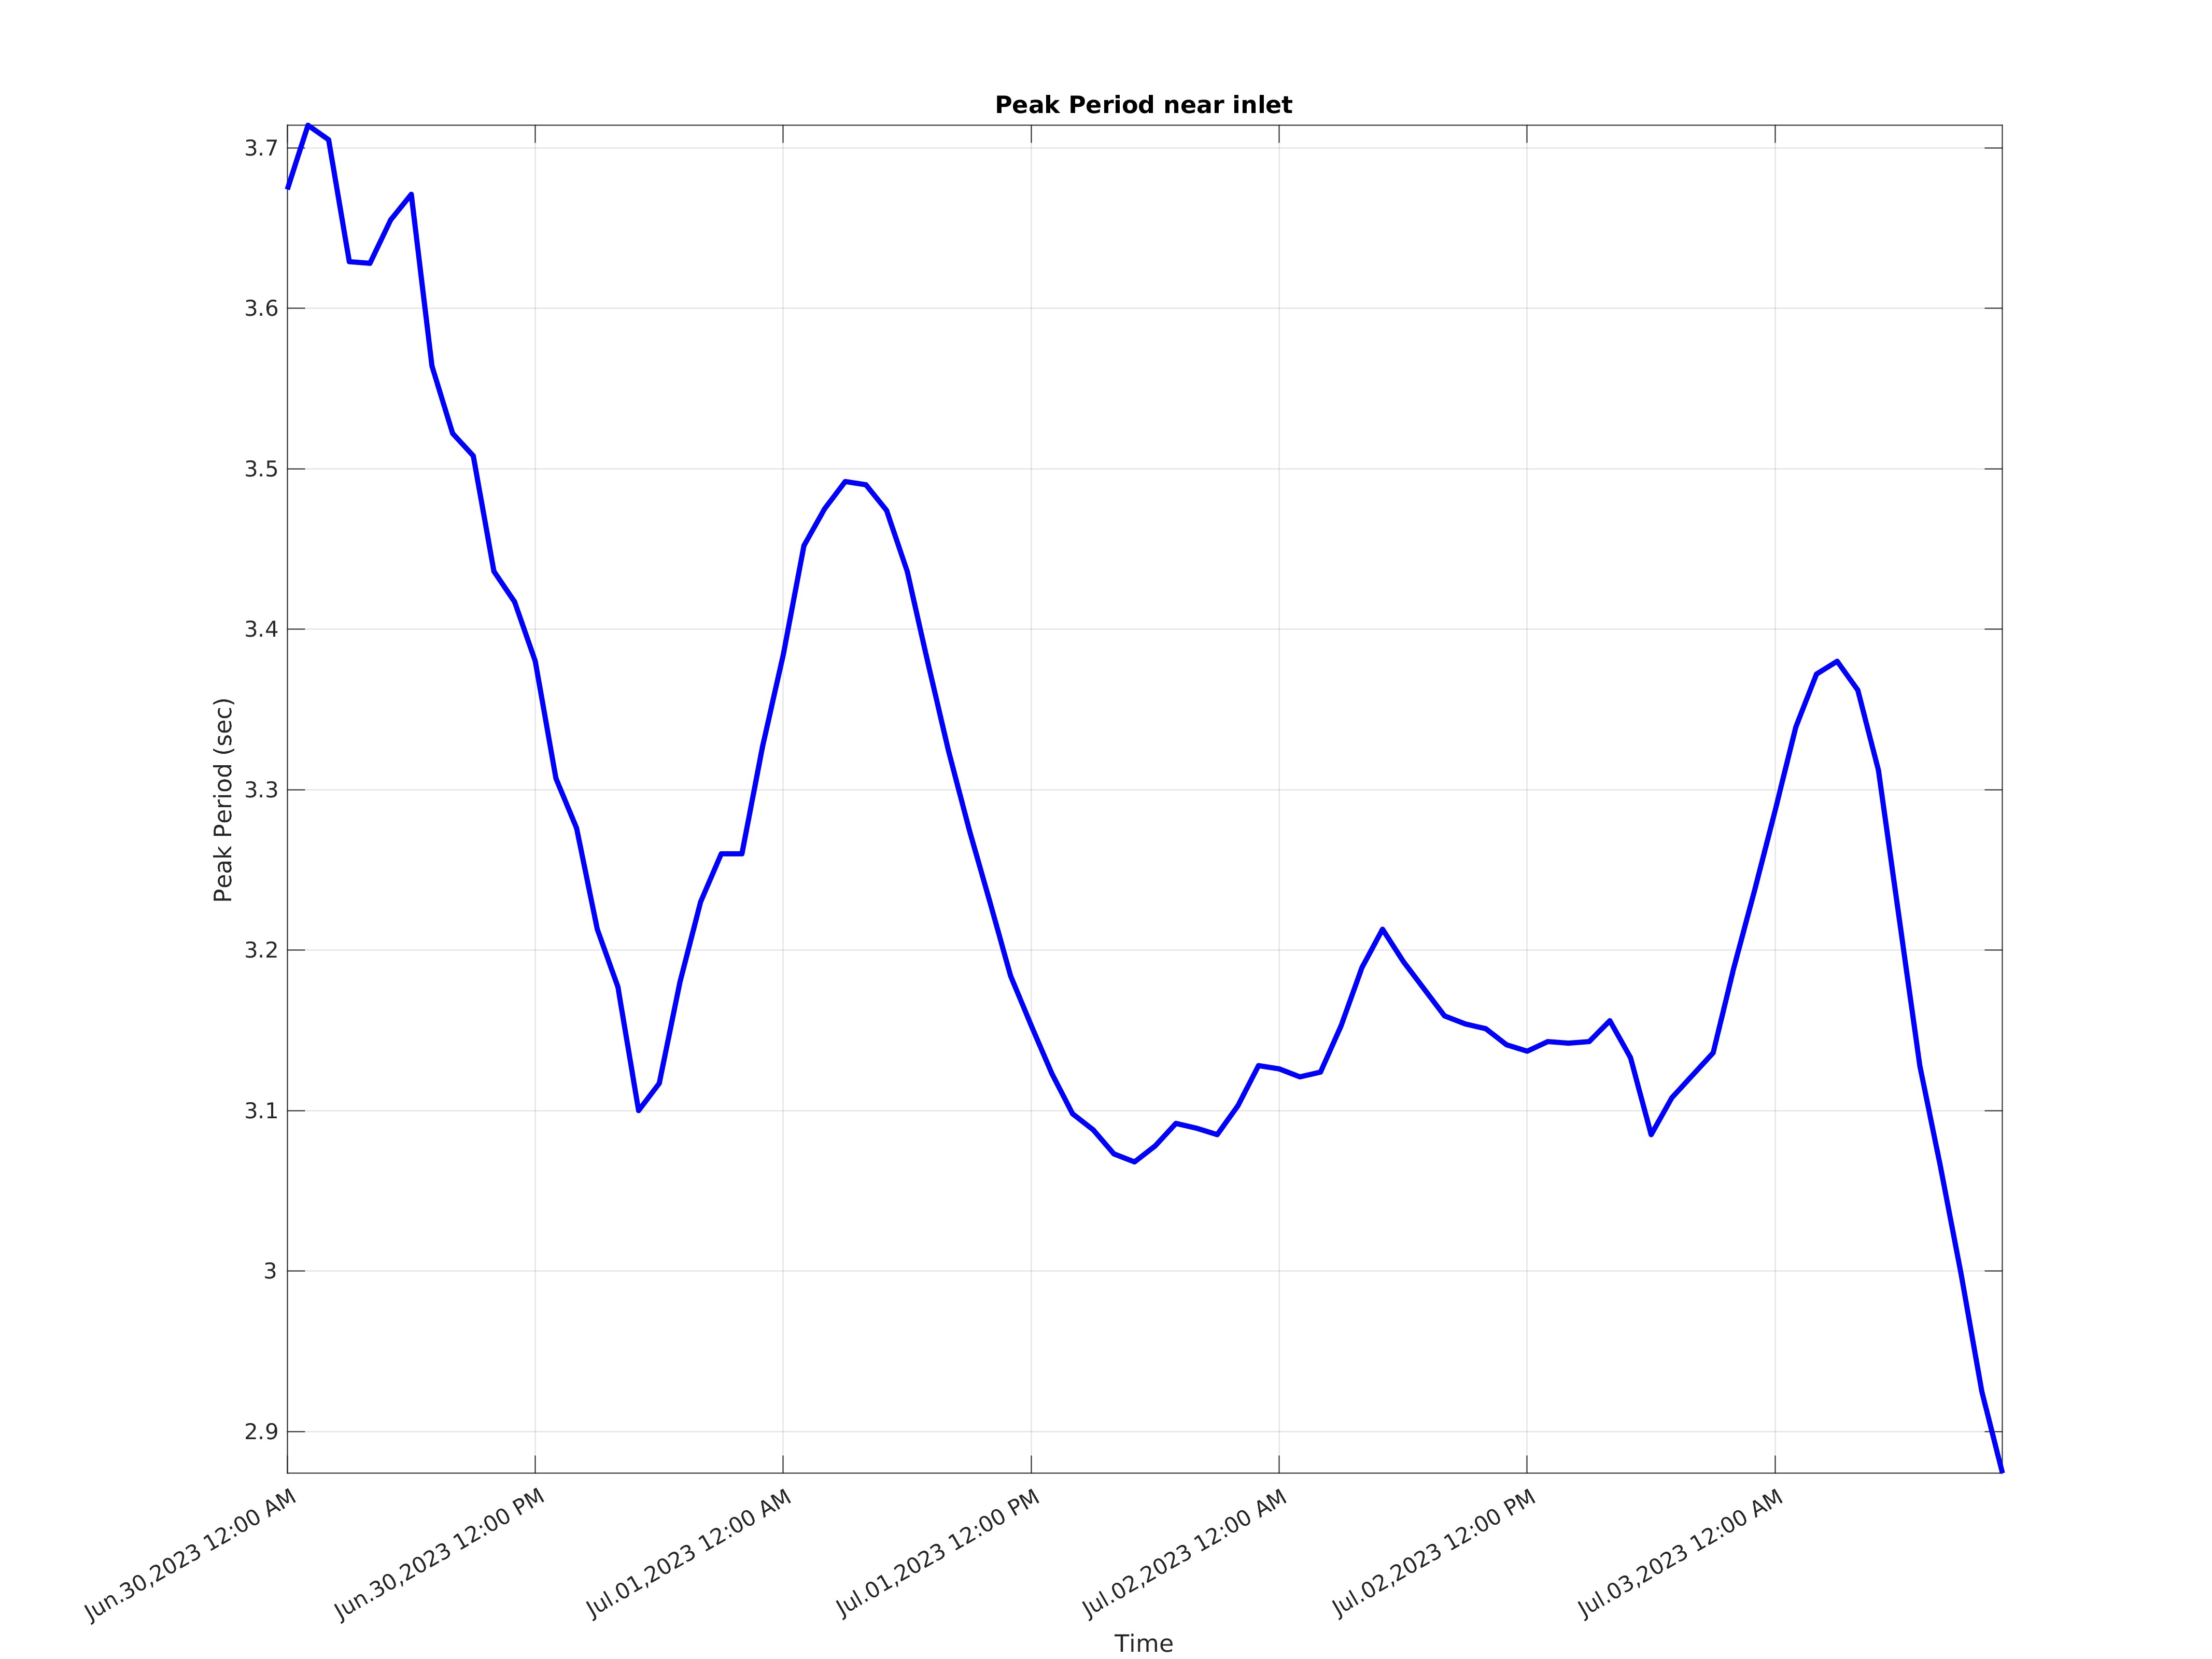 Peak Period near inlet
3.7
3.6
3.5
3.4
3.3
3.2
3.1
3
2.9
Peak Period (sec)
Jun.30,2023 12:00 AM
Jun.30,2023 12:00 PM
Jul.01,2023 12:00 AM
Jul.01,2023 12:00 PM
Jul.02,2023 12:00 AM
Jul.02,2023 12:00 PM
Jul.03,2023 12:00 AM
Time